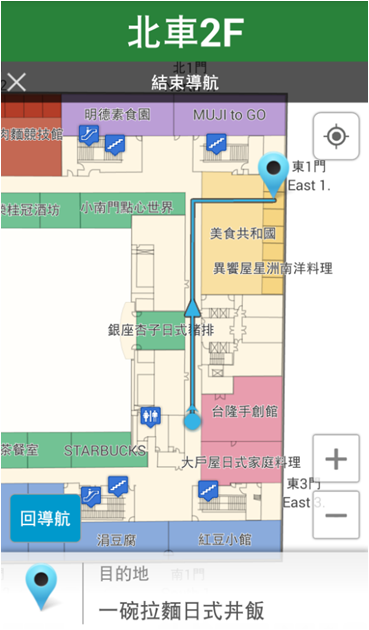 北車2F
北1門
結束導航
明德素食園
MUJI to GO
肉麵競技館
東1門
East 1.
桂冠酒坊
小南門點心世界
美食共和國
異饗屋星洲南洋料理
銀座杏子日式豬排
台隆手創館
茶餐室
STARBUCKS
大戶屋日式家庭料理
東3門
East 3.
回導航
涓豆腐
紅豆小館
目的地
南1門
一碗拉麵日式丼飯